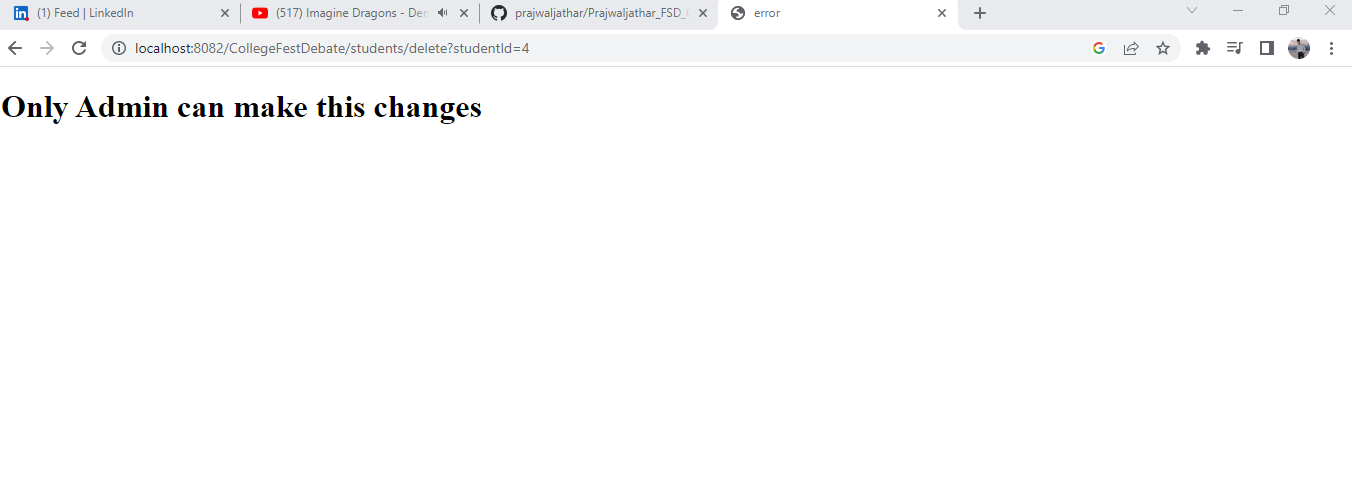 (1) Feed | LinkedIn
(517) Imagine Dragons - Den
prajwaljathar/Prajwaljathar_FSD_
error
localhost:8082/CollegeFestDebate/students/delete?studentId=4
Only Admin can make this changes